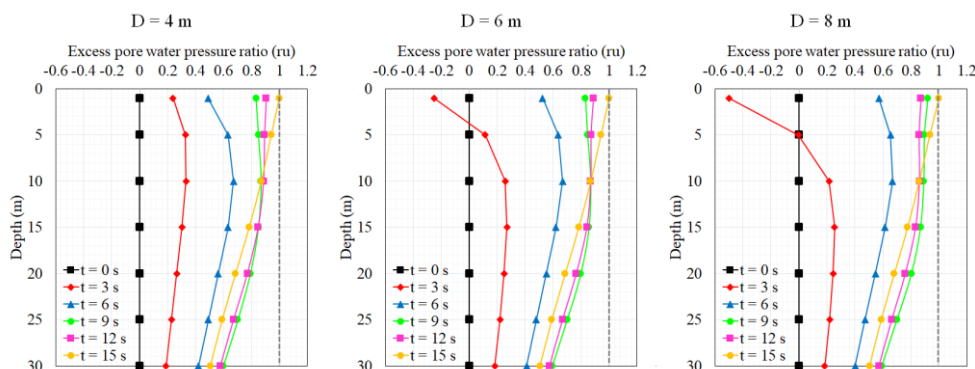 D = 4 m
Excess pore water pressure ratio (ru)
-0.6 -0.4 -0.2 0 0.2 0.4 0.6 0.8 1 1.2
0
5
10
15
20
25
30
Depth (m)
t = 0 s
t = 3 s
t = 6 s
t = 9 s
t = 12 s
t = 15 s
D = 6 m
Excess pore water pressure ratio (ru)
-0.6 -0.4 -0.2 0 0.2 0.4 0.6 0.8 1 1.2
0
5
10
15
20
25
30
Depth (m)
t = 0 s
t = 3 s
t = 6 s
t = 9 s
t = 12 s
t = 15 s
D = 8 m
Excess pore water pressure ratio (ru)
-0.6 -0.4 -0.2 0 0.2 0.4 0.6 0.8 1 1.2
0
5
10
15
20
25
30
Depth (m)
t = 0 s
t = 3 s
t = 6 s
t = 9 s
t = 12 s
t = 15 s